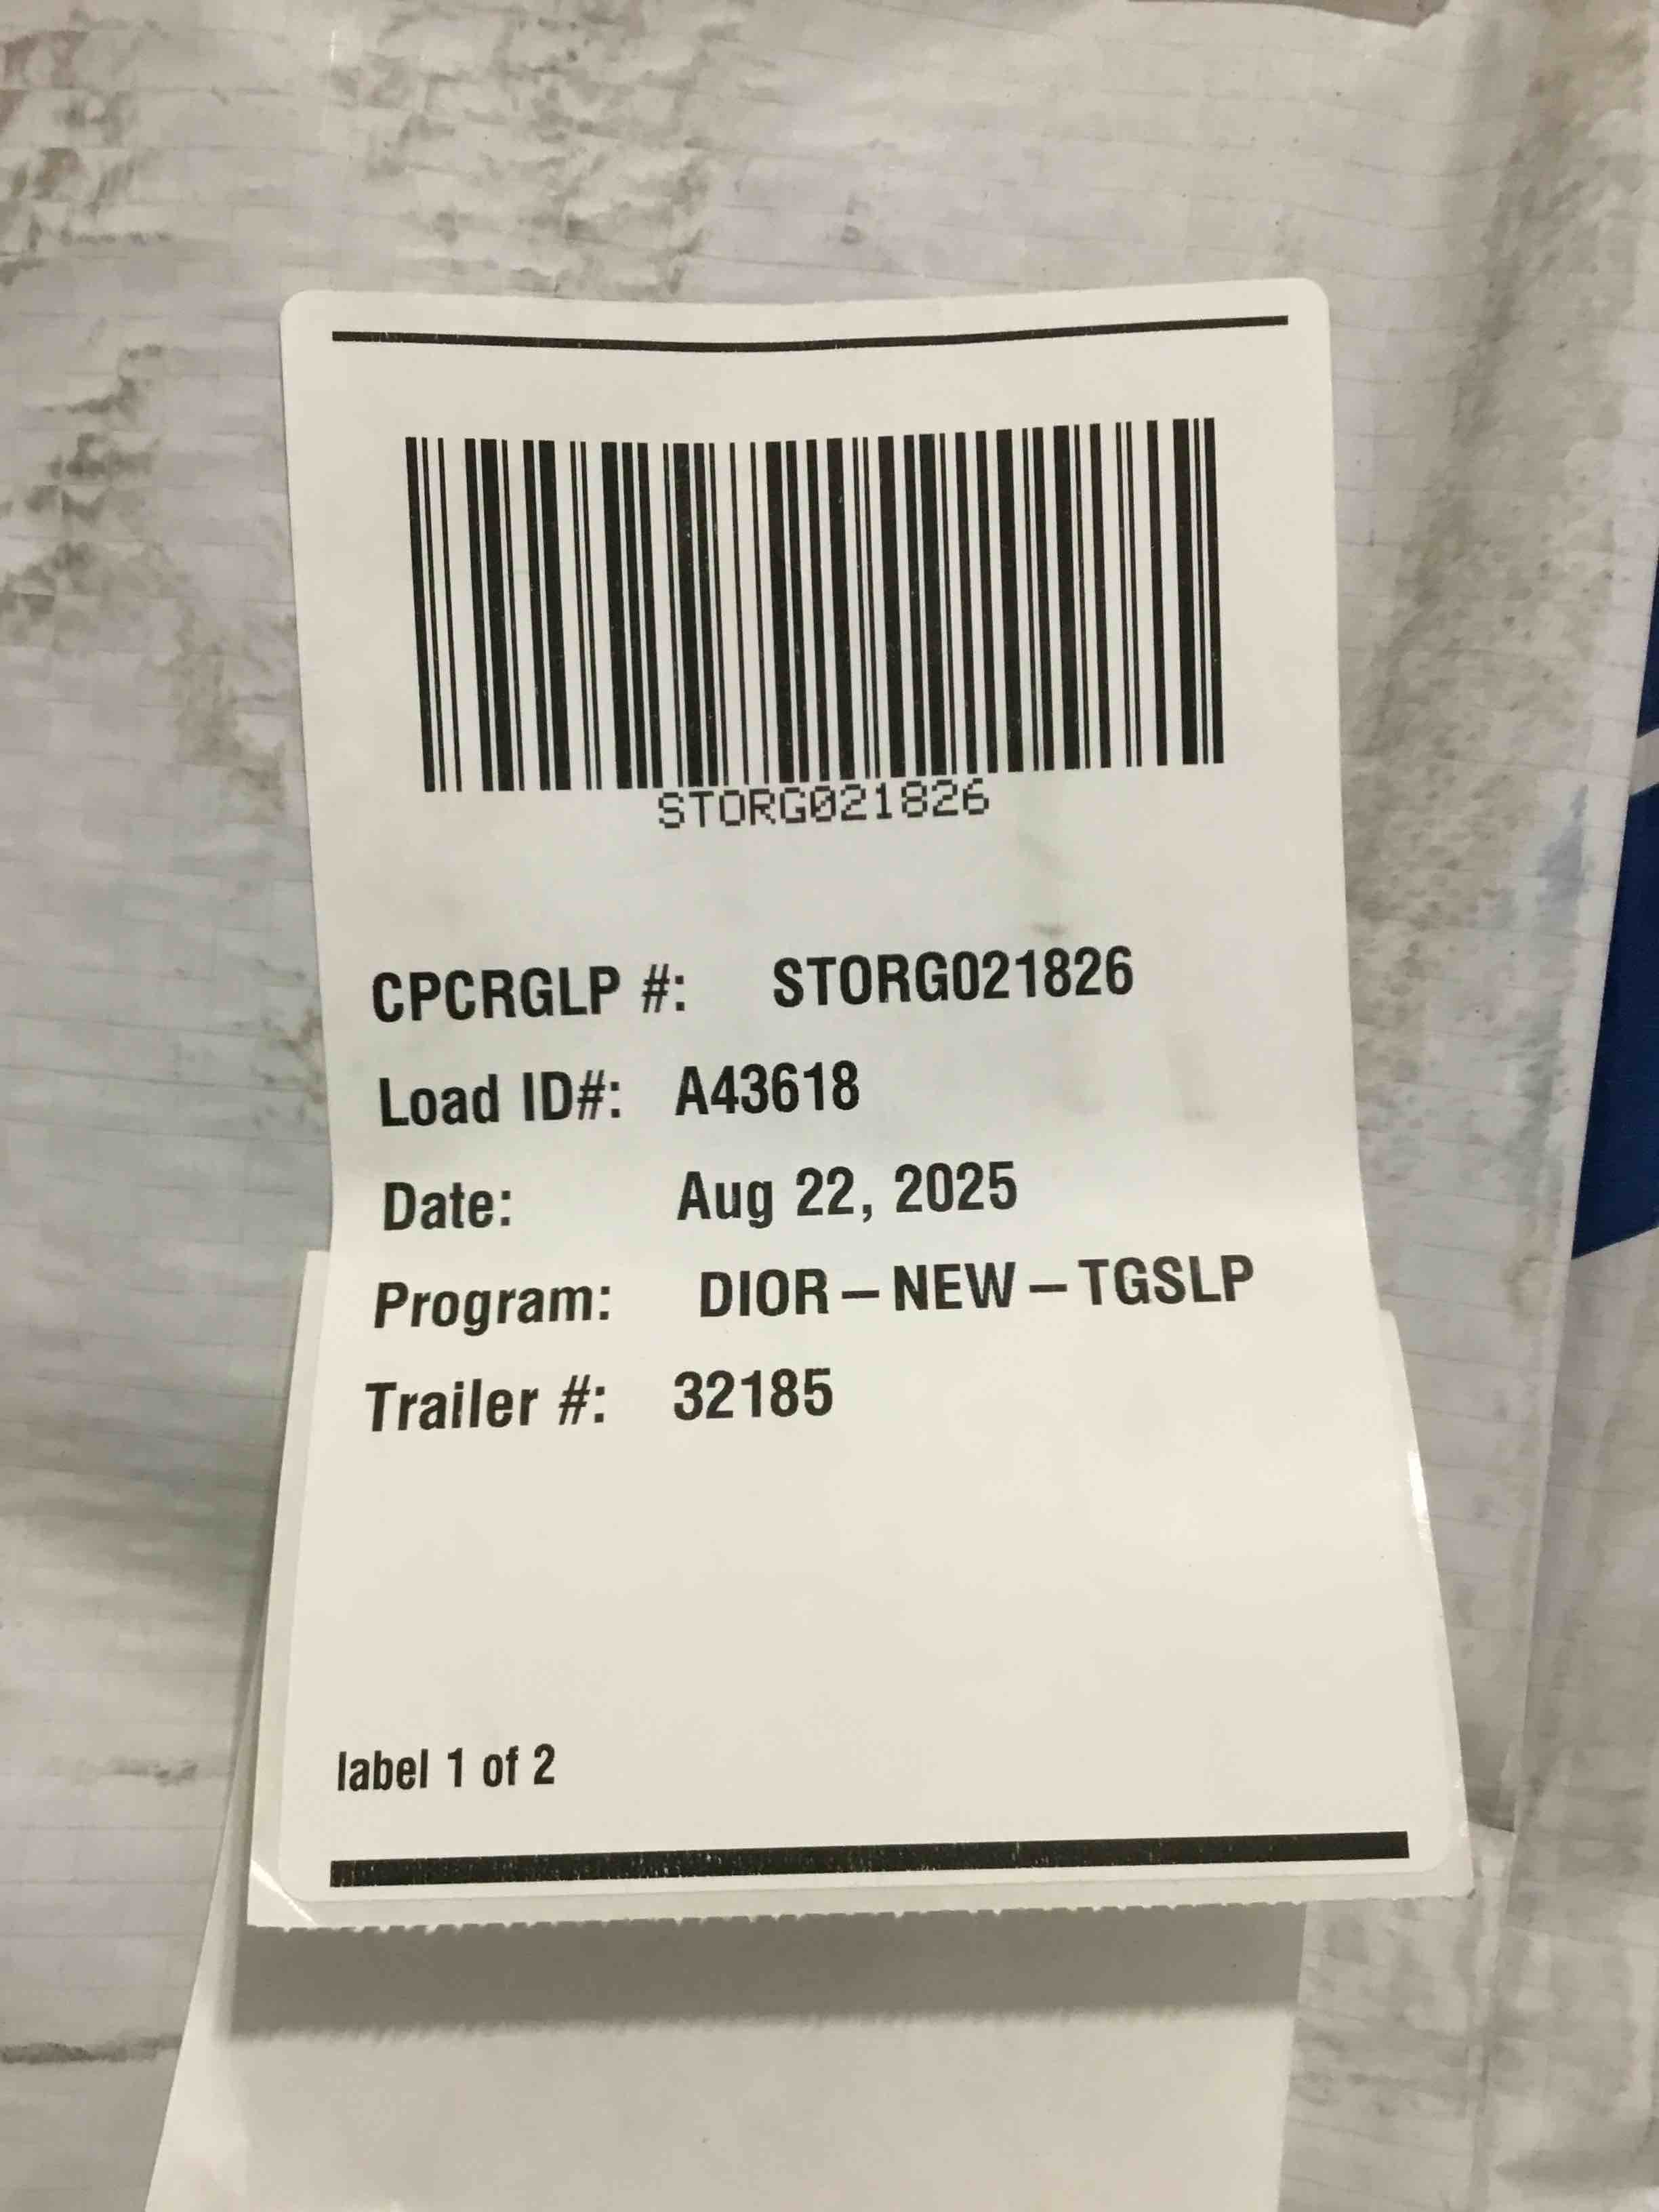 STORG021826
CPCRGLP #: STORG021826
Load ID#: A43618
Date: Aug 22, 2025
Program: DIOR – NEW – TGSLP
Trailer #: 32185
label 1 of 2